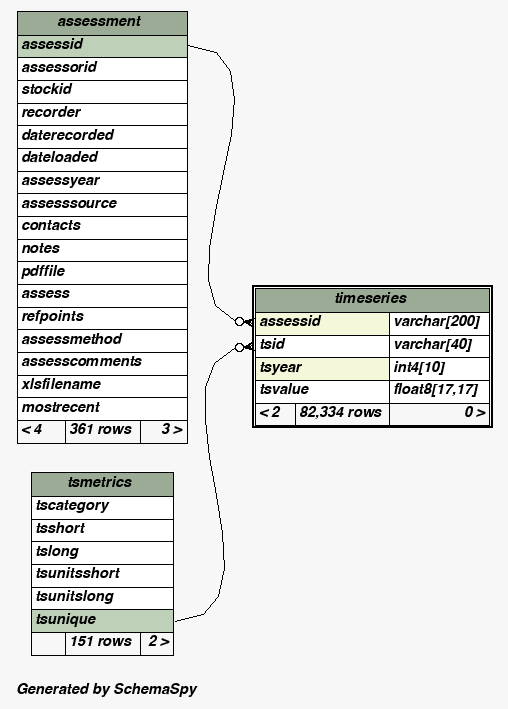 assessment
assessid
assessorid
stockid
recorder
daterecorded
dateloaded
assessyear
assesssource
contacts
notes
pdffile
assess
refpoints
assessmethod
assesscomments
xlsfilename
mostrecent
< 4 361 rows 3 >
timeseries
assessid varchar[200]
tsid varchar[40]
tsyear int4[10]
tsvalue float8[17,17]
< 2 82,334 rows 0 >
tsmetrics
tscategory
tsshort
tslong
tsunitsshort
tsunitslong
tsunique
151 rows 2 >
Generated by SchemaSpy